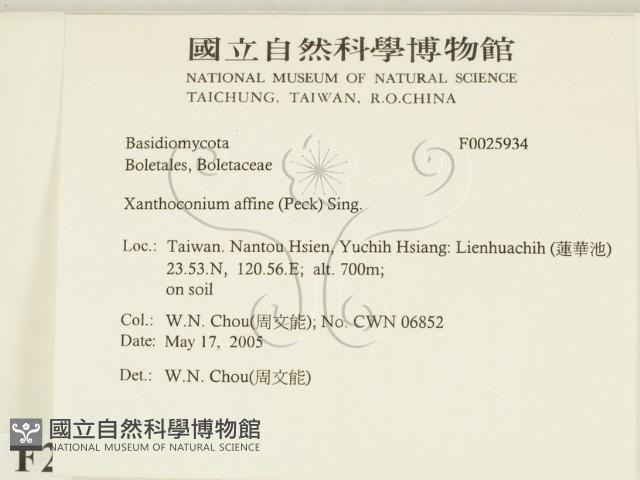 國立自然科學博物館
NATIONAL MUSEUM OF NATURAL SCIENCE
TAICHUNG, TAIWAN, R.O.CHINA
Basidiomycota F0025934
Boletales, Boletaceae
Xanthoconium affine (Peck) Sing.
Loc.: Taiwan. Nantou Hsien, Yuchih Hsiang: Lienhuachih (蓮華池)
23.53.N, 120.56.E; alt. 700m;
on soil
Col.: W.N. Chou(周文能); No. CWN 06852
Date: May 17, 2005
Det.: W.N. Chou(周文能)
國立自然科學博物館
NATIONAL MUSEUM OF NATURAL SCIENCE